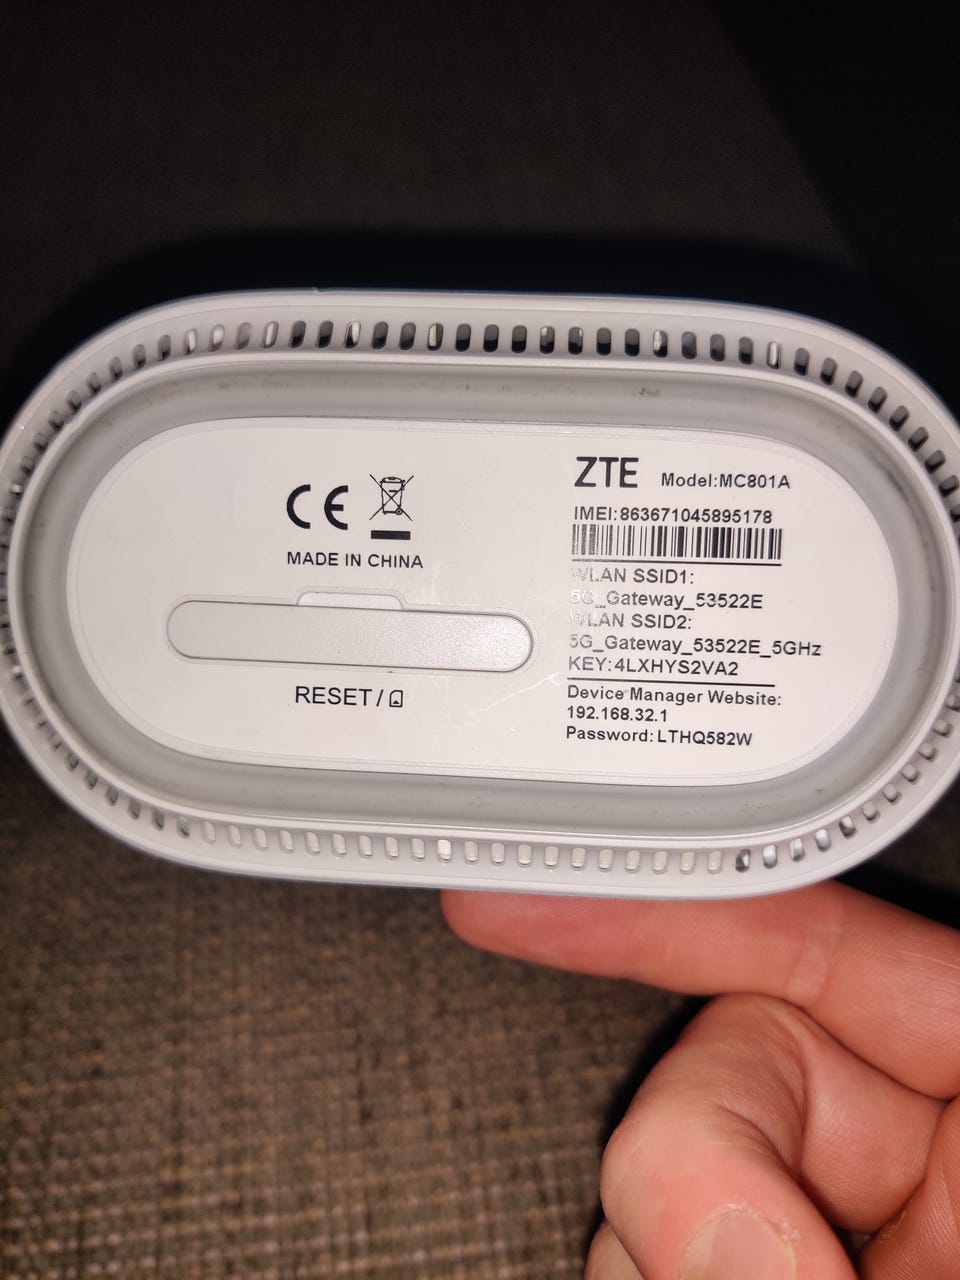 CE
MADE IN CHINA
RESET /
ZTE Model:MC801A
IMEI:863671045895178
WLAN SSID1:
5G_Gateway_53522E
WLAN SSID2:
5G_Gateway_53522E_5GHz
KEY:4LXHYS2VA2
Device Manager Website:
192.168.32.1
Password:LTHQ582W